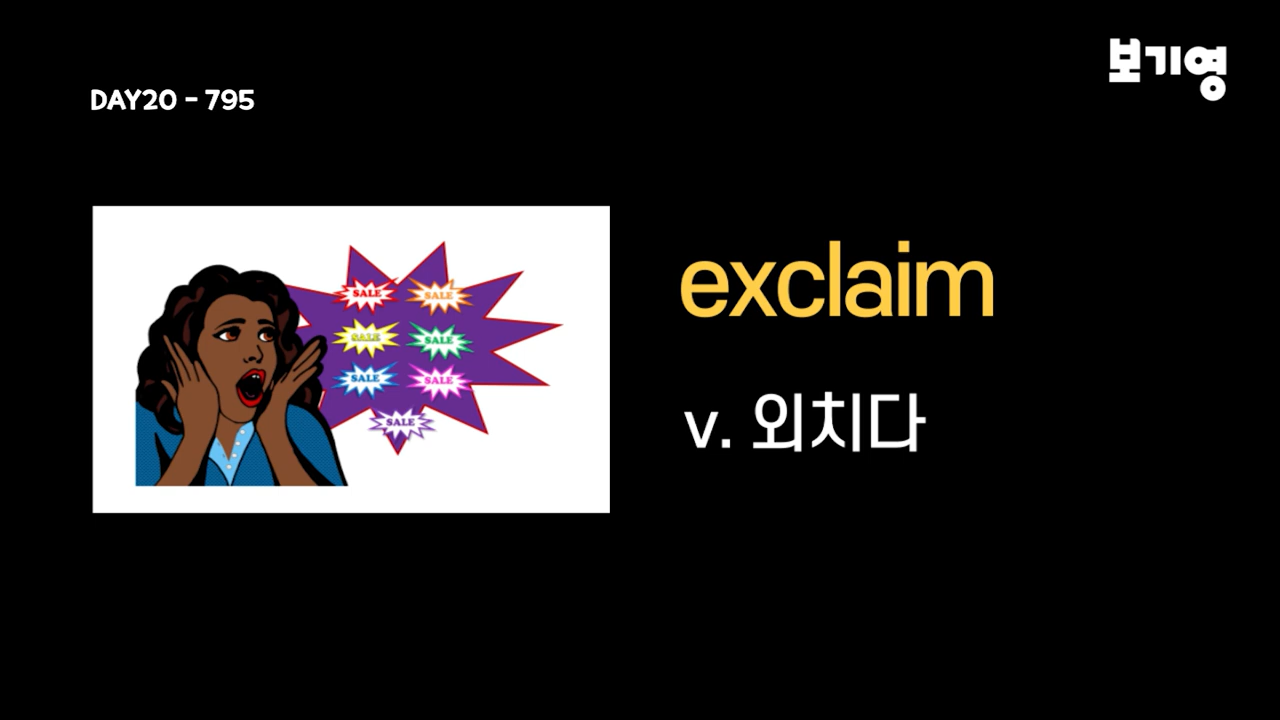 보기영
DAY20 - 795
SALE SALE
SALE SALE
SALE SALE
SALE
exclaim
v. 외치다